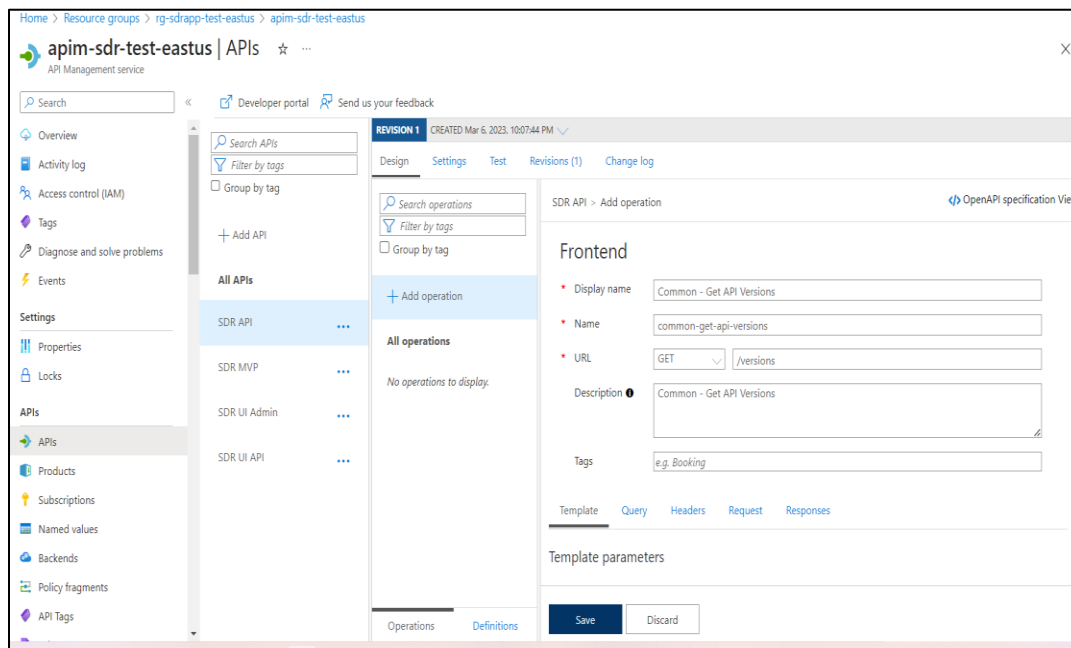 Home > Resource groups > rg-sdrapp-test-eastus > apim-sdr-test-eastus
apim-sdr-test-eastus | APIs
API Management service
Search
Overview
Activity log
Access control (IAM)
Tags
Diagnose and solve problems
Events
Settings
Properties
Locks
APIs
APIs
Products
Subscriptions
Named values
Backends
Policy fragments
API Tags
Developer portal Send us your feedback
Search APIs
Filter by tags
Group by tag
+ Add API
All APIs
SDR API
SDR MVP
SDR UI Admin
SDR UI API
REVISION 1 CREATED Mar 6, 2023, 10:07:44 PM
Design Settings Test Revisions (1) Change log
Search operations
Filter by tags
Group by tag
+ Add operation
All operations
No operations to display.
Operations Definitions
SDR API > Add operation
</> OpenAPI specification Vie
Frontend
* Display name Common - Get API Versions
* Name common-get-api-versions
* URL GET /versions
Description Common - Get API Versions
Tags e.g. Booking
Template Query Headers Request Responses
Template parameters
Save Discard